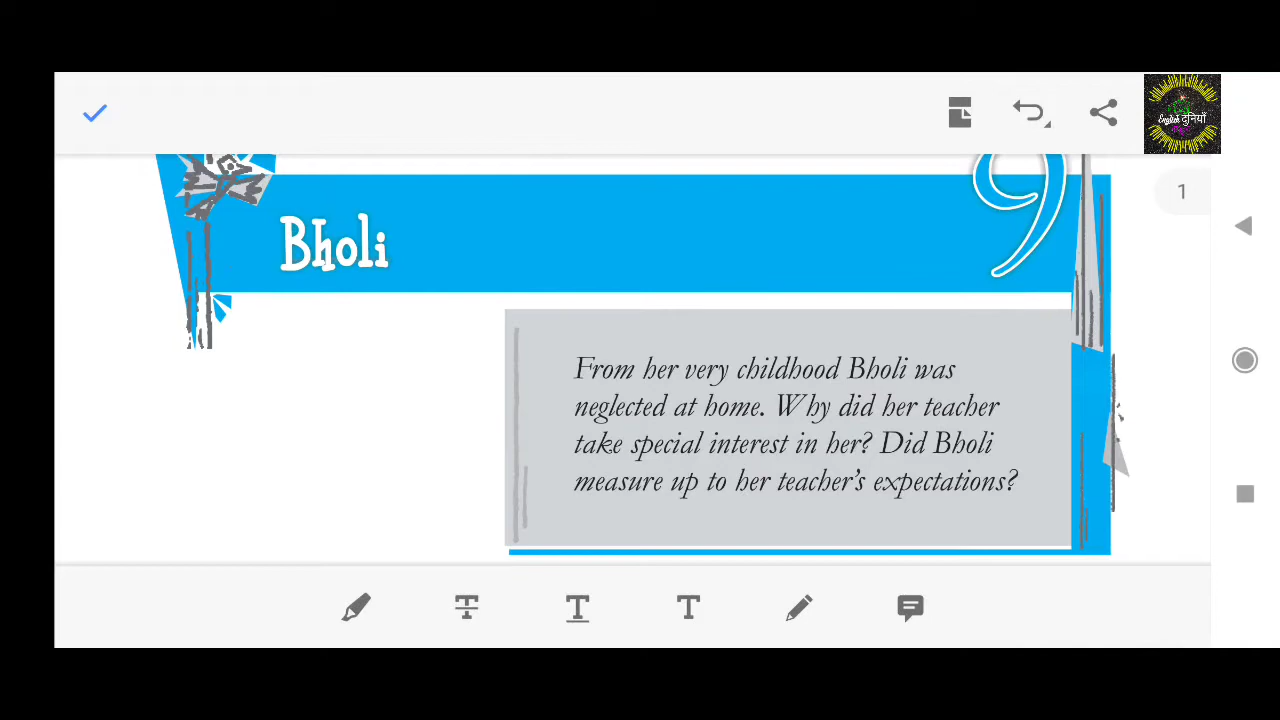 English दुनियाँ
1
9
Bholi
From her very childhood Bholi was
neglected at home. Why did her teacher
take special interest in her? Did Bholi
measure up to her teacher's expectations?